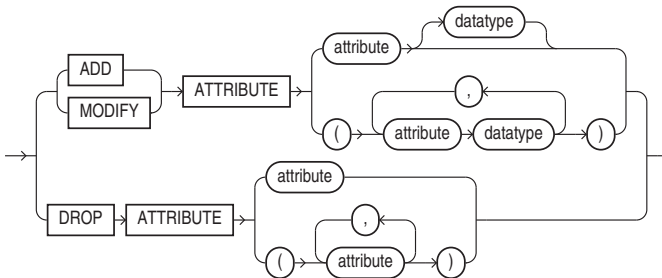 datatype
attribute
ADD
MODIFY
ATTRIBUTE
,
( attribute datatype )
attribute
DROP ATTRIBUTE
,
( attribute )